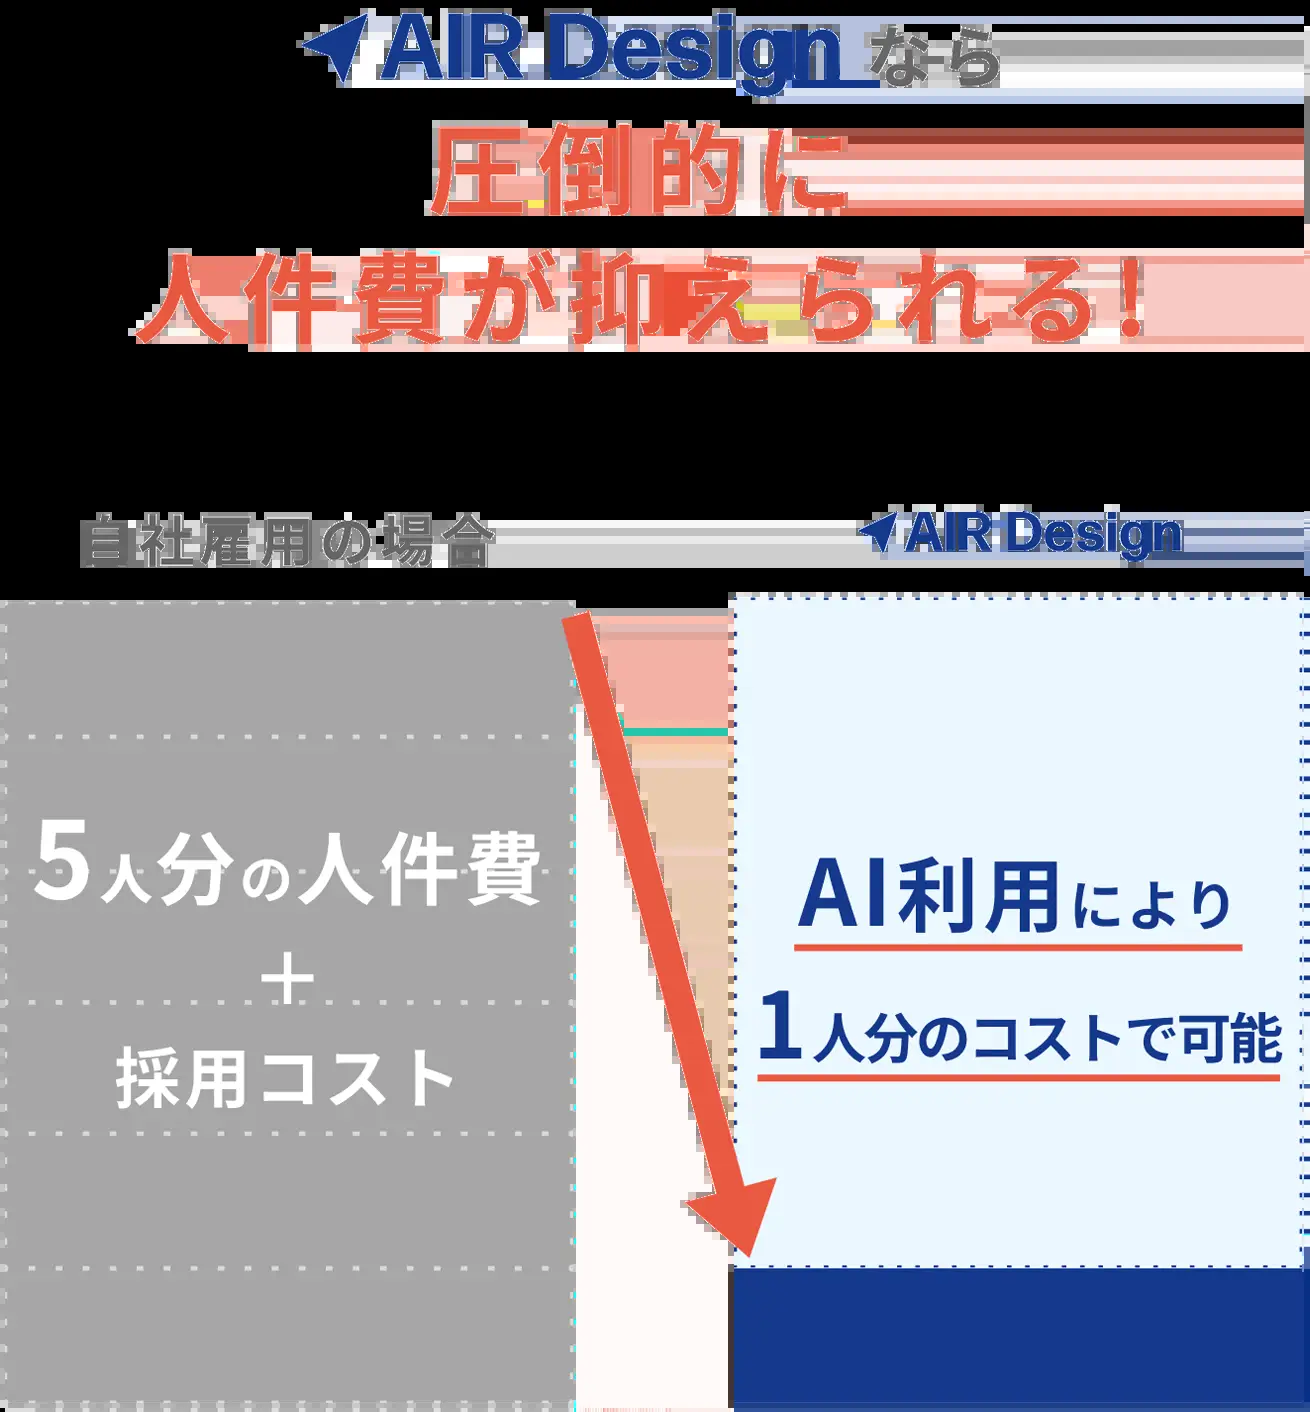 AIR Design なら
圧倒的に
人件費が抑えられる!
自社雇用の場合
AIR Design
5人分の人件費
+
採用コスト
AI利用により
1人分のコストで可能